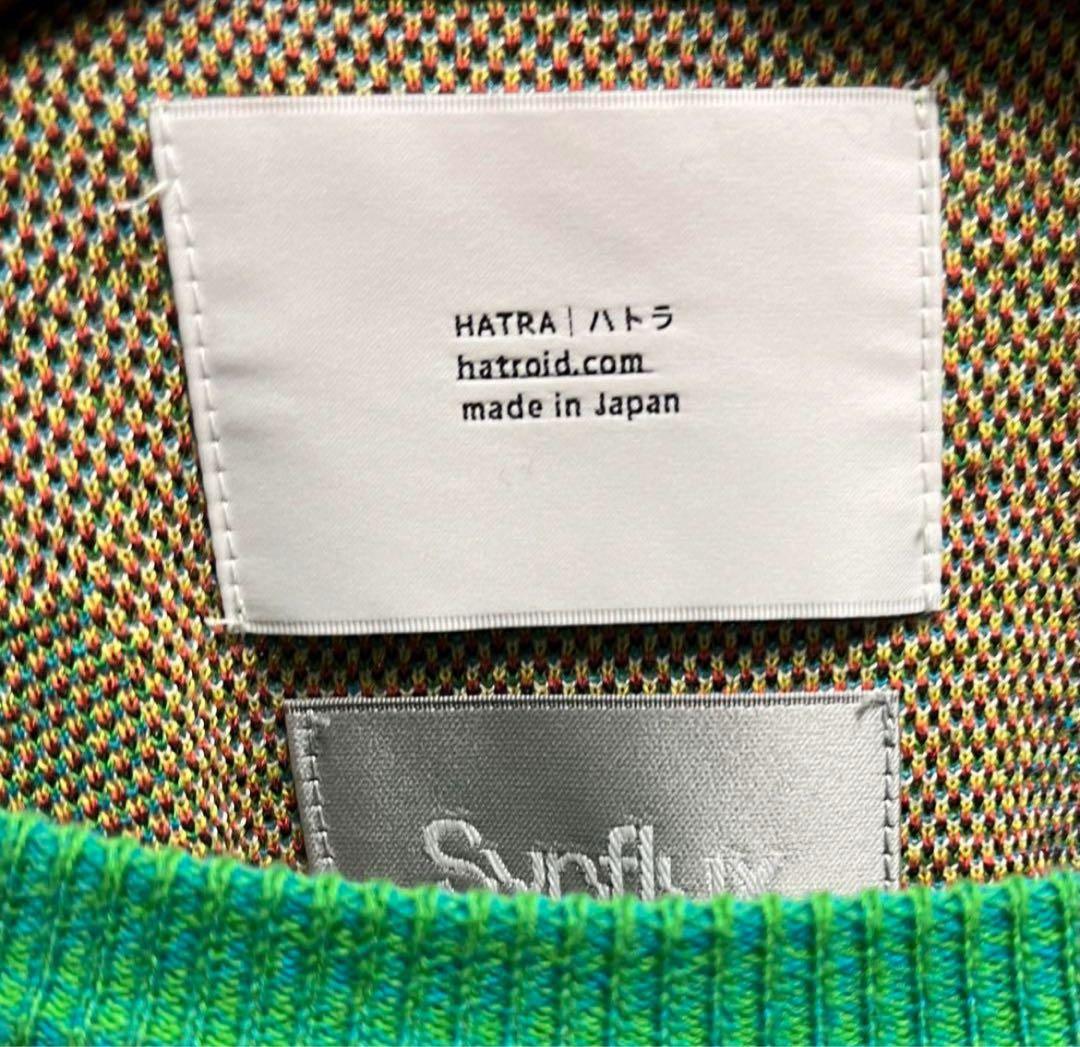 HATRA｜ハトラ
hatroid.com
made in Japan
Synflux